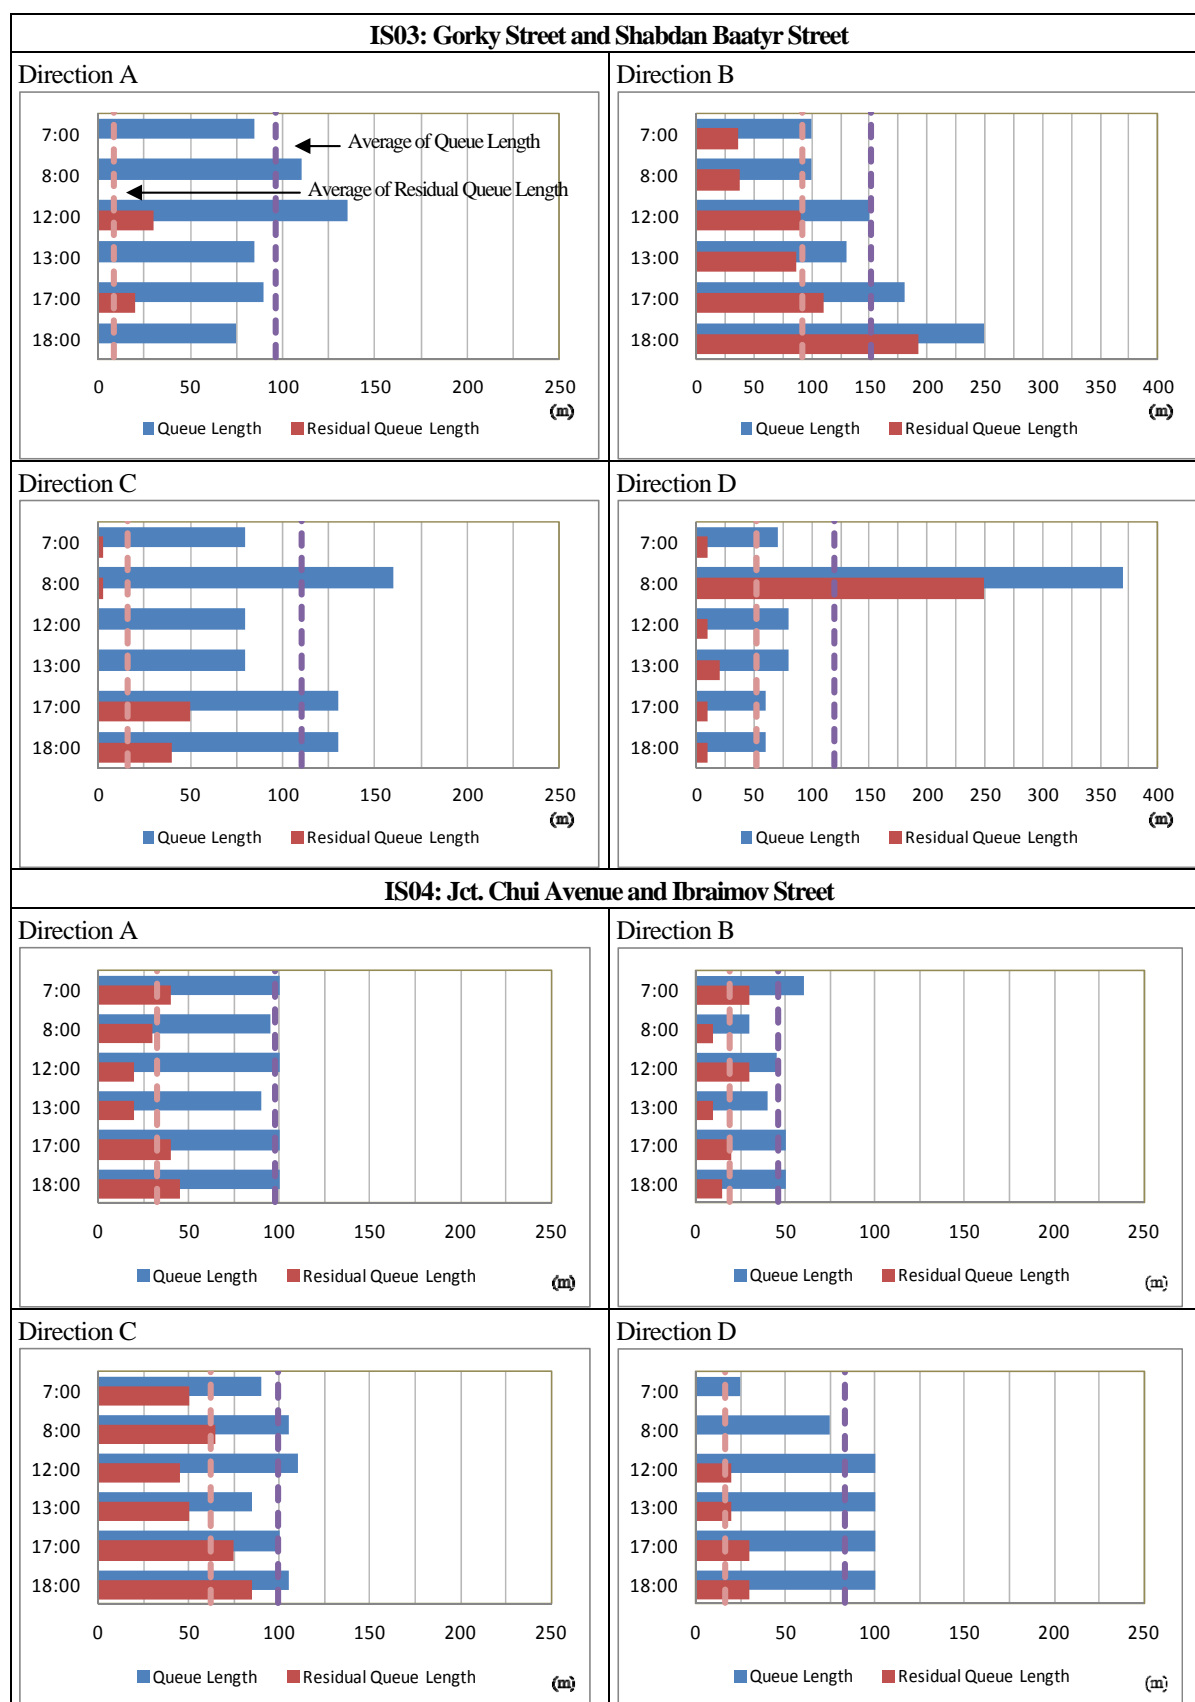 IS03: Gorky Street and Shabdan Baatyr Street
Direction A
7:00
8:00
12:00
13:00
17:00
18:00
Average of Queue Length
Average of Residual Queue Length
0 50 100 150 200 250
(m)
Queue Length Residual Queue Length
Direction B
7:00
8:00
12:00
13:00
17:00
18:00
0 50 100 150 200 250 300 350 400
(m)
Queue Length Residual Queue Length
Direction C
7:00
8:00
12:00
13:00
17:00
18:00
0 50 100 150 200 250
(m)
Queue Length Residual Queue Length
Direction D
7:00
8:00
12:00
13:00
17:00
18:00
0 50 100 150 200 250 300 350 400
(m)
Queue Length Residual Queue Length
IS04: Jct. Chui Avenue and Ibraimov Street
Direction A
7:00
8:00
12:00
13:00
17:00
18:00
0 50 100 150 200 250
Queue Length Residual Queue Length (m)
Direction B
7:00
8:00
12:00
13:00
17:00
18:00
0 50 100 150 200 250
Queue Length Residual Queue Length (m)
Direction C
7:00
8:00
12:00
13:00
17:00
18:00
0 50 100 150 200 250
Queue Length Residual Queue Length (m)
Direction D
7:00
8:00
12:00
13:00
17:00
18:00
0 50 100 150 200 250
Queue Length Residual Queue Length (m)